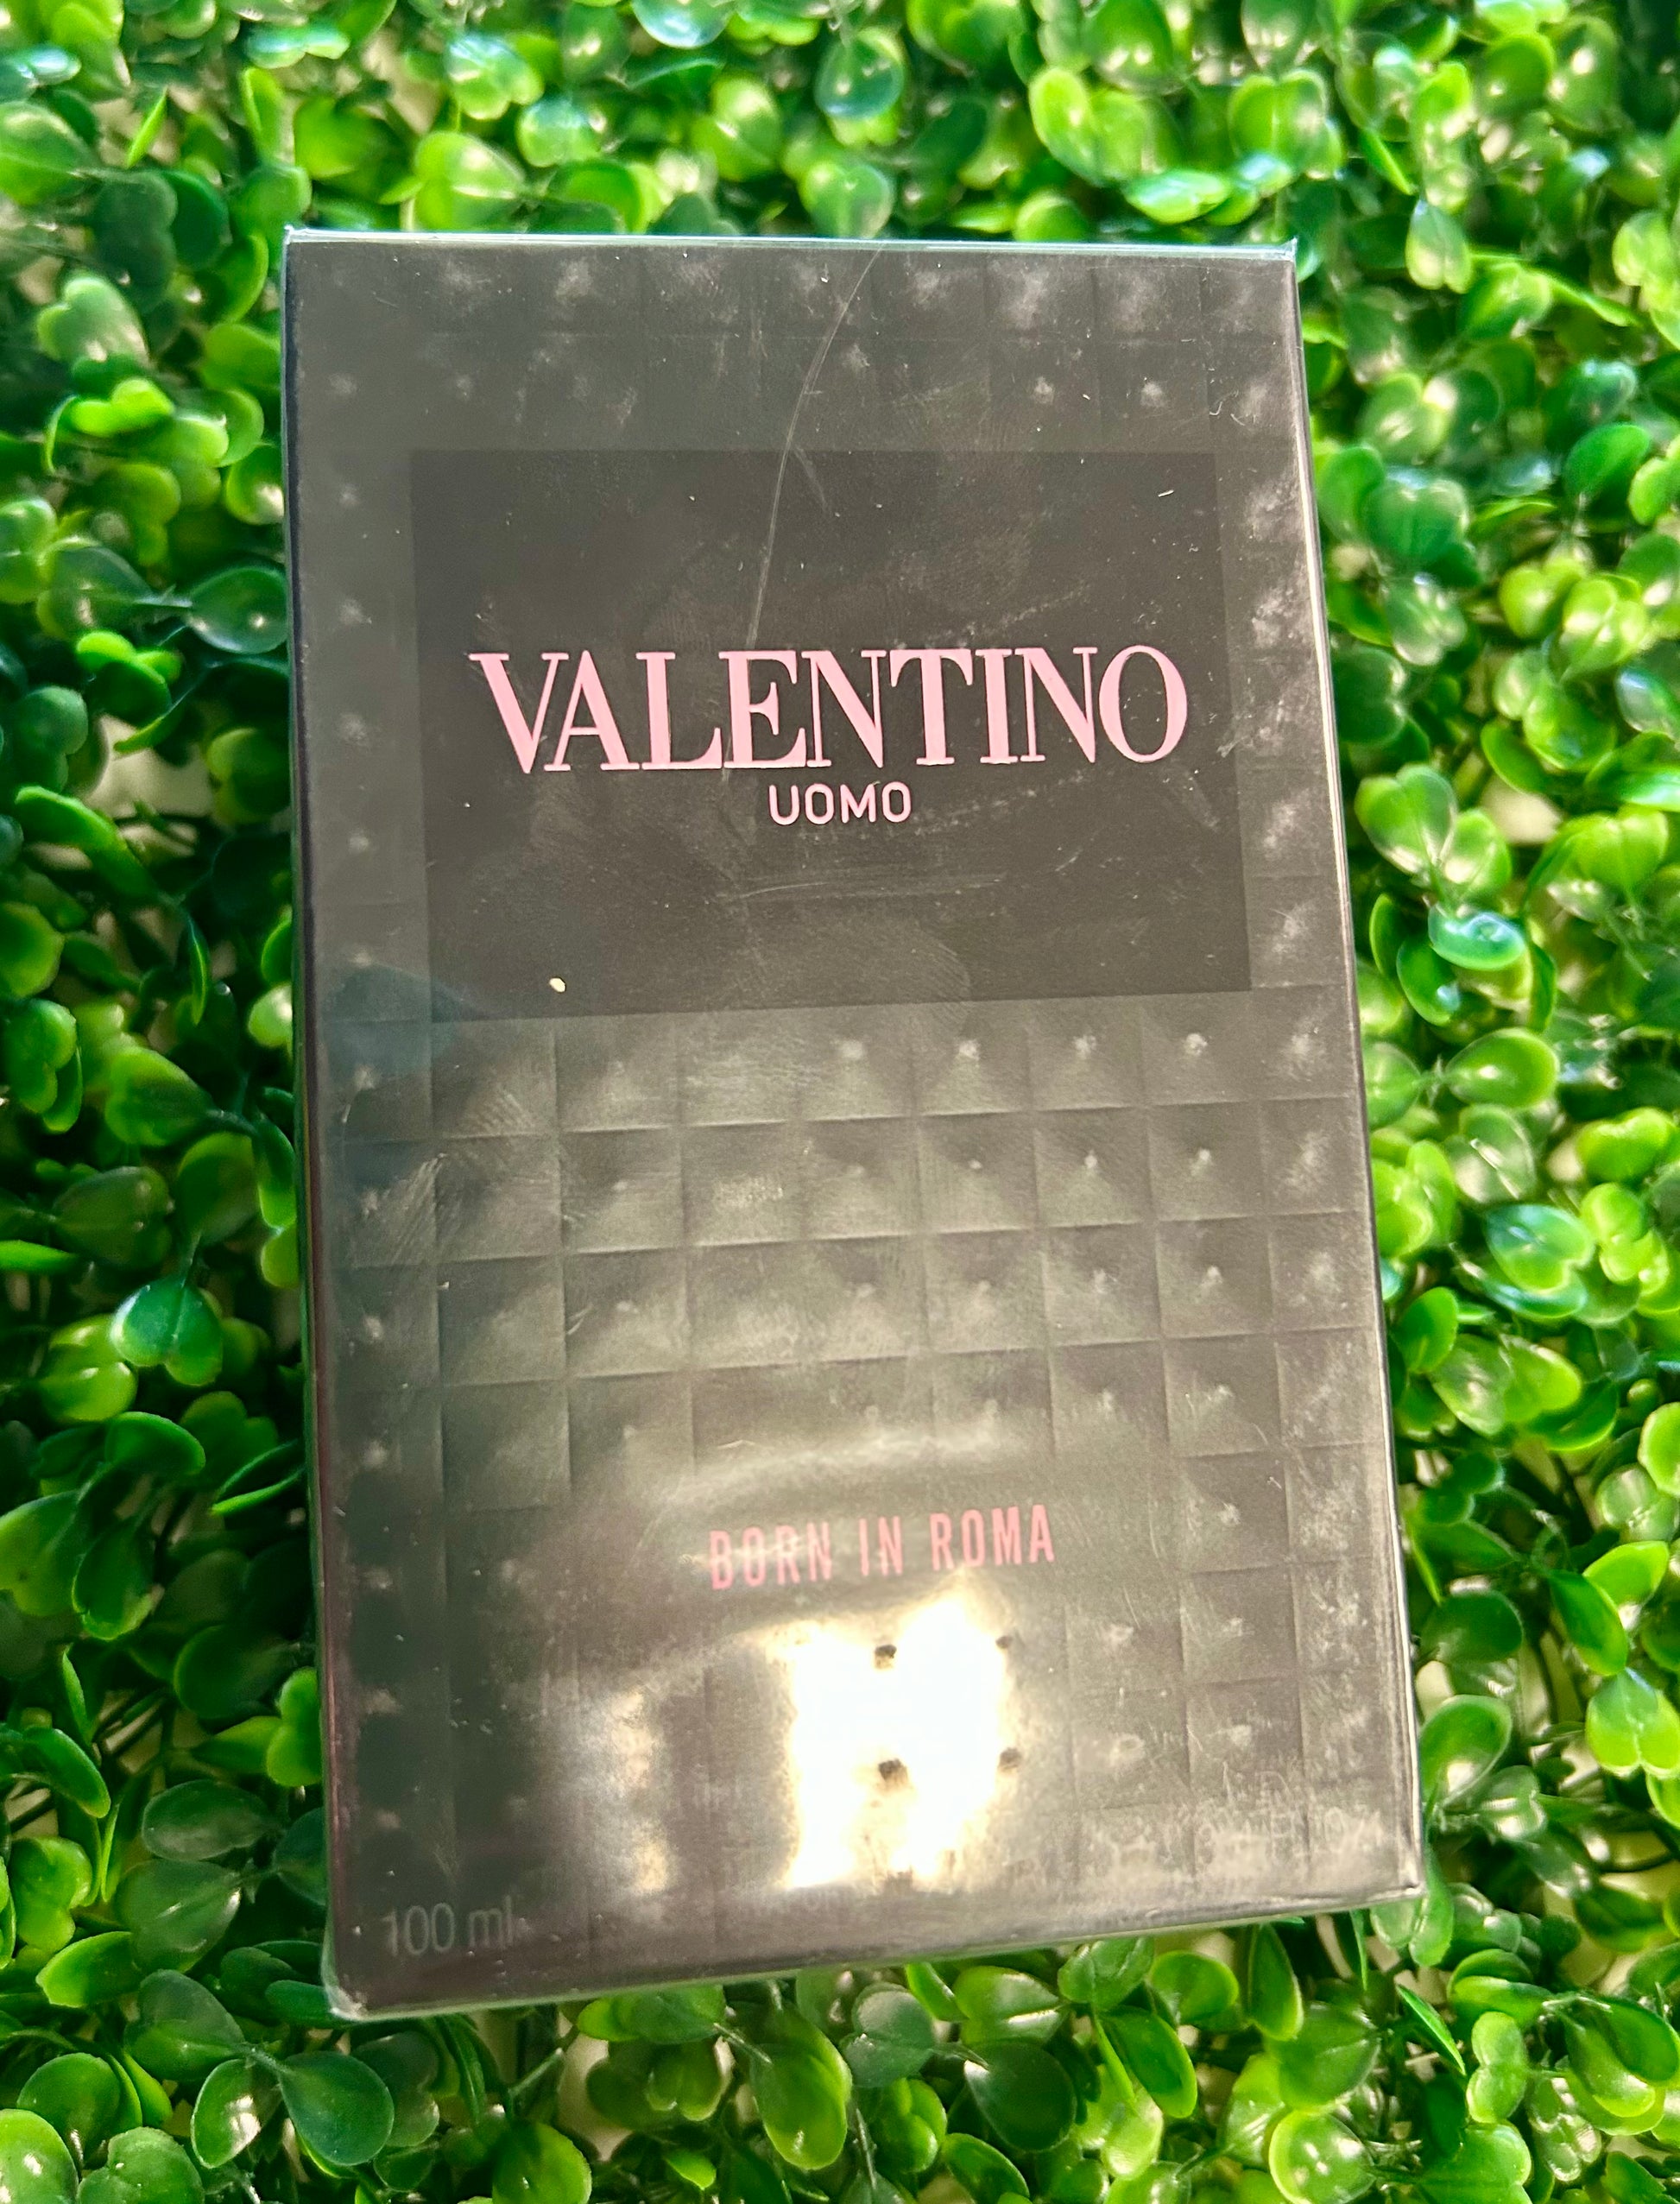 VALENTINO
UOMO
BORN IN ROMA
100 ml